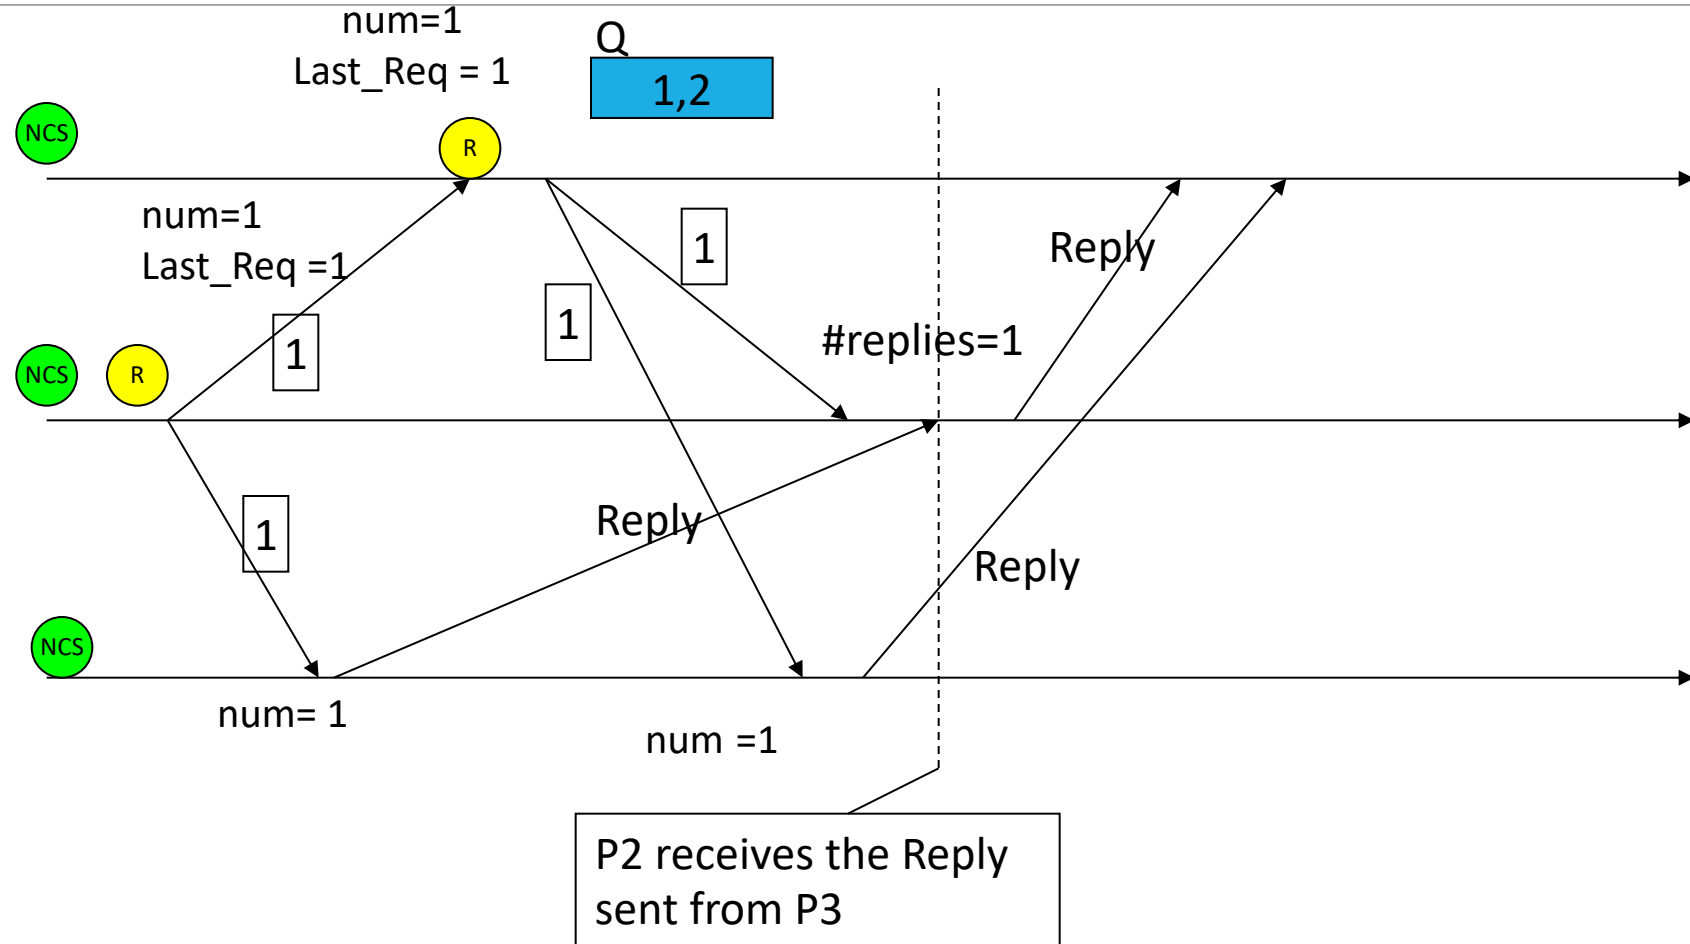 num=1
Last_Req = 1
Q
1,2
NCS
R
num=1
Last_Req =1
1
1
1
Reply
#replies=1
NCS
R
1
Reply
Reply
NCS
num= 1
num =1
P2 receives the Reply
sent from P3